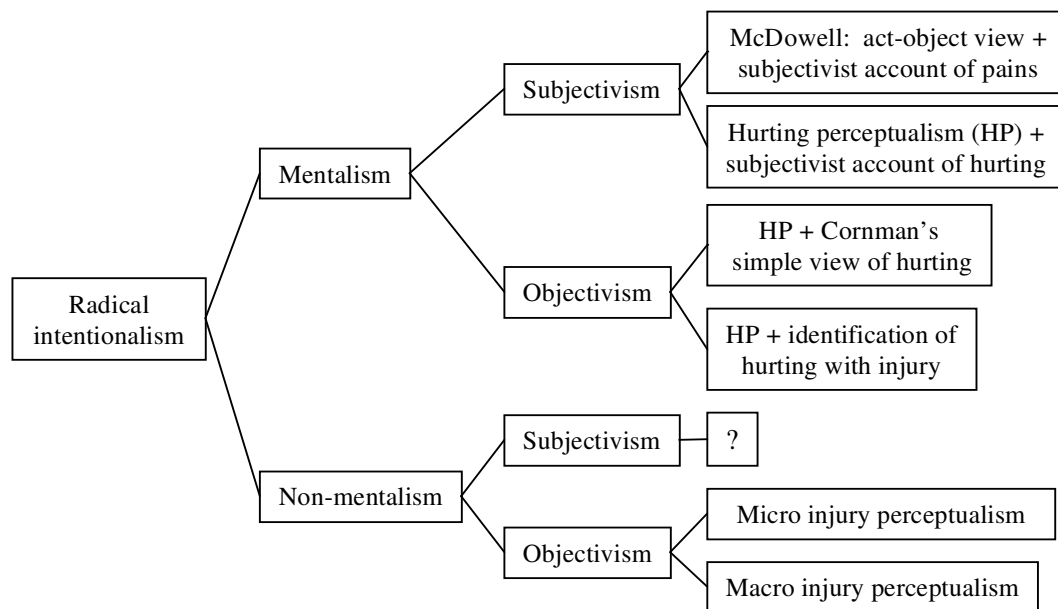 McDowell: act-object view +
subjectivist account of pains
Subjectivism
Hurting perceptualism (HP) +
subjectivist account of hurting
Mentalism
HP + Cornman's
simple view of hurting
Objectivism
HP + identification of
hurting with injury
Radical
intentionalism
Subjectivism
?
Non-mentalism
Micro injury perceptualism
Objectivism
Macro injury perceptualism